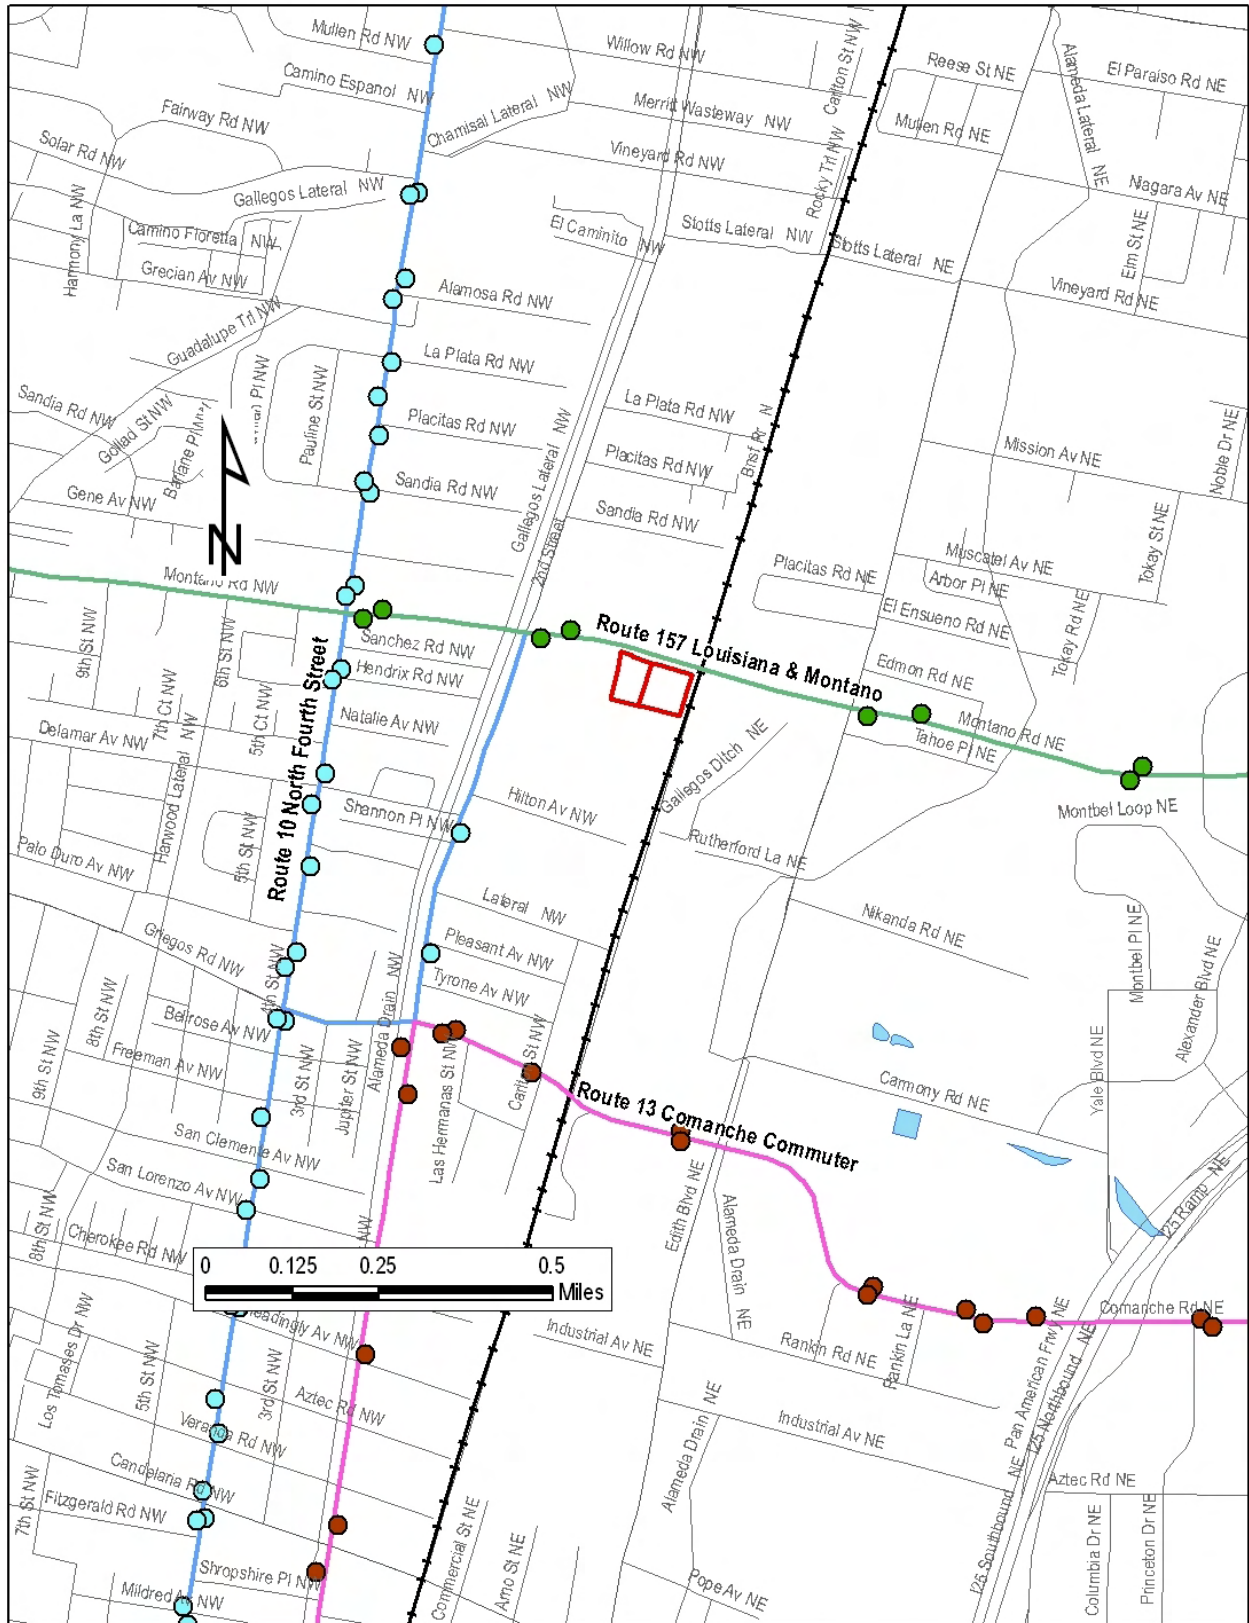 Mullen Rd NW
Willow Rd NW
Carlton St NW
Reese St NE
Alameda Lateral NE
El Paraiso Rd NE
Camino Espanol NW
Chamisal Lateral NW
Merritt Wasteway NW
Mullen Rd NE
Fairway Rd NW
Solar Rd NW
Vineyard Rd NW
Rocky Trl NW
Nagara Av NE
Gallegos Lateral NW
Harmony La NW
Camino Floretta NW
El Caminito NW
Stotts Lateral NW
Stotts Lateral NE
Elm St NE
Grecian Av NW
Alamosa Rd NW
Vineyard Rd NE
Guadalupe Trl NW
La Plata Rd NW
Pauline St NW
Sandia Rd NW
Goliad St NW
Placitas Rd NW
La Plata Rd NW
Bnsf Rr N
Mission Av NE
Noble Dr NE
Placitas Rd NW
Gene Av NW
Sandia Rd NW
Gallegos Lateral NW
Sandia Rd NW
Tokay St NE
N
2nd Street
Muscatel Av NE
Placitas Rd NE
Arbor Pl NE
Montano Rd NW
El Ensueno Rd NE
Tokay Rd NE
9th St NW
6th St NW
Sanchez Rd NW
Route 157 Louisiana & Montano
Edmon Rd NE
Hendrix Rd NW
Route 10 North Fourth Street
7th Ct NW
5th Ct NW
Natalie Av NW
Montano Rd NE
Tahoe Pl NE
Delamar Av NW
Harwood Lateral NW
Gallegos Ditch NE
Shannon Pl NW
Hilton Av NW
Montbel Loop NE
Palo Duro Av NW
5th St NW
Rutherford La NE
Lateral NW
Nikanda Rd NE
Griegos Rd NW
4th St NW
Pleasant Av NW
Montbel Pl NE
Alexander Blvd NE
8th St NW
Tyrone Av NW
Bellrose Av NW
Alameda Drain NW
Freeman Av NW
9th St NW
3rd St NW
Jupiter St NW
Las Hermanas St NW
Carmony Rd NE
Yale Blvd NE
Route 13 Comanche Commuter
San Clemente Av NW
San Lorenzo Av NW
Edith Blvd NE
Alameda Drain NE
I25 Ramp NE
8th St NW
Cherokee Rd NW
NW
0 0.125 0.25 0.5
Miles
Los Tomases Dr NW
Industrial Av NE
Rankin Rd NE
Rankin La NE
Comanche Rd NE
Pan American Frwy NE
I25 Northbound NE
5th St NW
3rd St NW
Aztec Rd NW
Veranda Rd NW
Alameda Drain NE
Industrial Av NE
Candelaria Rd NW
Aztec Rd NE
7th St NW
Fitzgerald Rd NW
Commercial St NE
Arno St NE
I25 Southbound NE
Columbia Dr NE
Princeton Dr NE
Shropshire Pl NW
Mildred Av NW
Pope Av NE